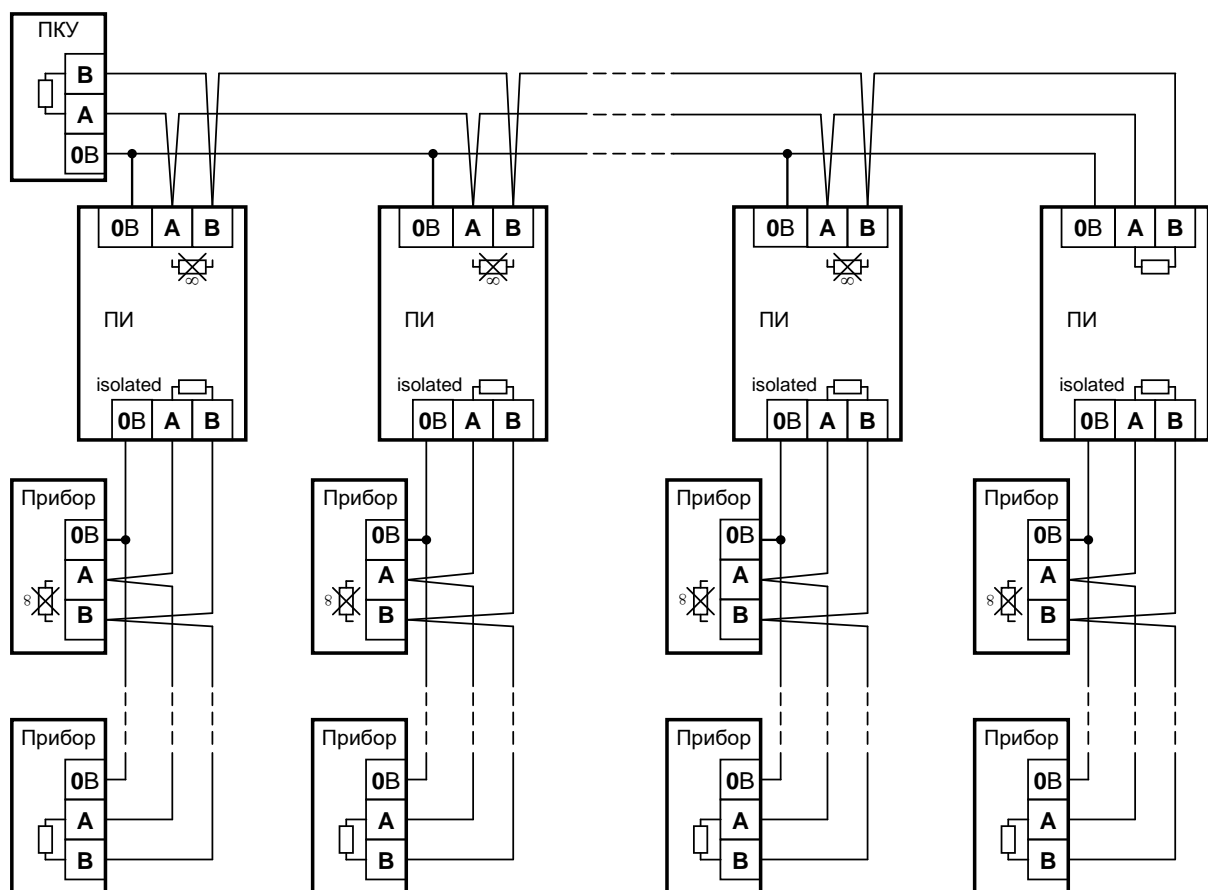 ПКУ
B
A
0В
0В A B
0В A B
0В A B
0В A B
∞
∞
∞
ПИ
ПИ
ПИ
ПИ
isolated
isolated
isolated
isolated
0В A B
0В A B
0В A B
0В A B
Прибор
Прибор
Прибор
Прибор
0В
0В
0В
0В
A
A
A
A
∞
∞
∞
∞
B
B
B
B
Прибор
Прибор
Прибор
Прибор
0В
0В
0В
0В
A
A
A
A
B
B
B
B